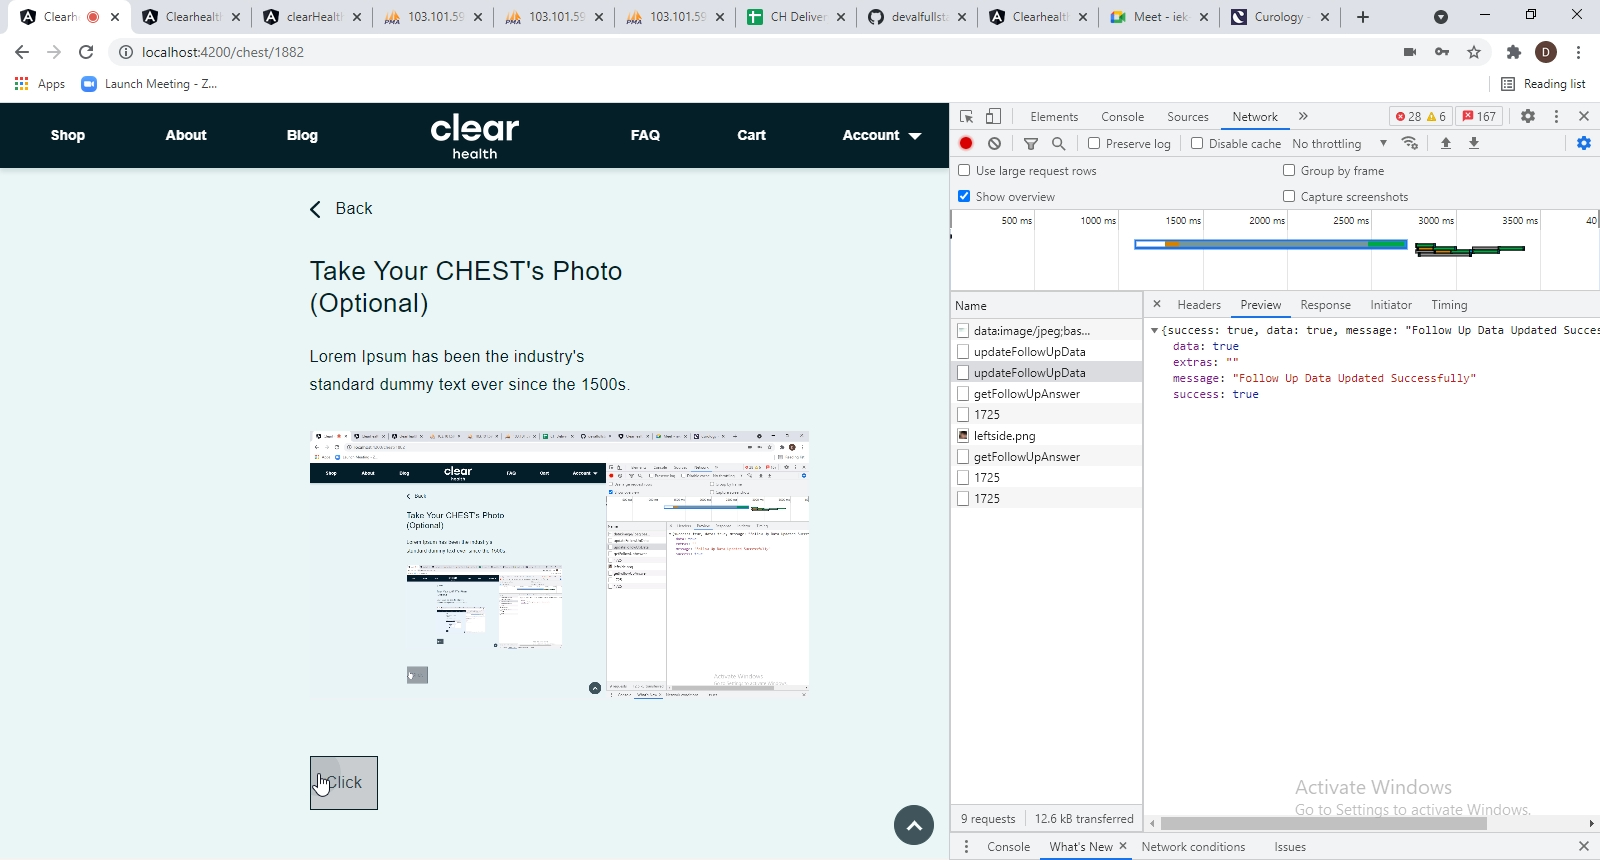 Clearh
Clearhealt
clearHealt
103.101.59
103.101.59
103.101.59
CH Deliver
devalfullst
Clearhealt
Meet - iek
Curology -
localhost:4200/chest/1882
D
Apps
Launch Meeting - Z...
Reading list
Shop
About
Blog
clear
health
FAQ
Cart
Account
Back
Take Your CHEST's Photo
(Optional)
Lorem Ipsum has been the industry's
standard dummy text ever since the 1500s.
Click
Elements
Console
Sources
Network
28
6
167
Preserve log
Disable cache
No throttling
Use large request rows
Group by frame
Show overview
Capture screenshots
500 ms
1000 ms
1500 ms
2000 ms
2500 ms
3000 ms
3500 ms
40
Name
data:image/jpeg;bas...
updateFollowUpData
updateFollowUpData
getFollowUpAnswer
1725
leftside.png
getFollowUpAnswer
1725
1725
Headers
Preview
Response
Initiator
Timing
{success: true, data: true, message: "Follow Up Data Updated Succes
data: true
extras: ""
message: "Follow Up Data Updated Successfully"
success: true
Activate Windows
Go to Settings to activate Windows.
9 requests
12.6 kB transferred
Console
What's New
Network conditions
Issues